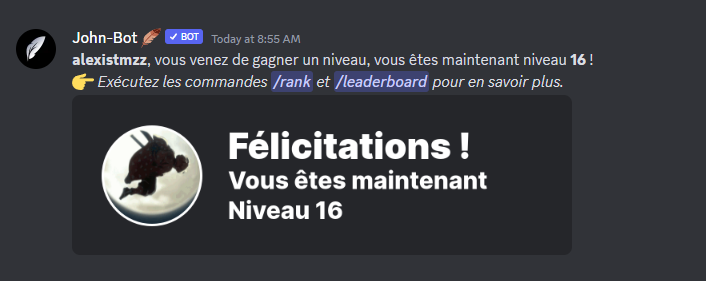 John-Bot 🪶 ✓ BOT Today at 8:55 AM
alexistmzz, vous venez de gagner un niveau, vous êtes maintenant niveau 16 !
👉 Exécutez les commandes /rank et /leaderboard pour en savoir plus.
Félicitations !
Vous êtes maintenant
Niveau 16